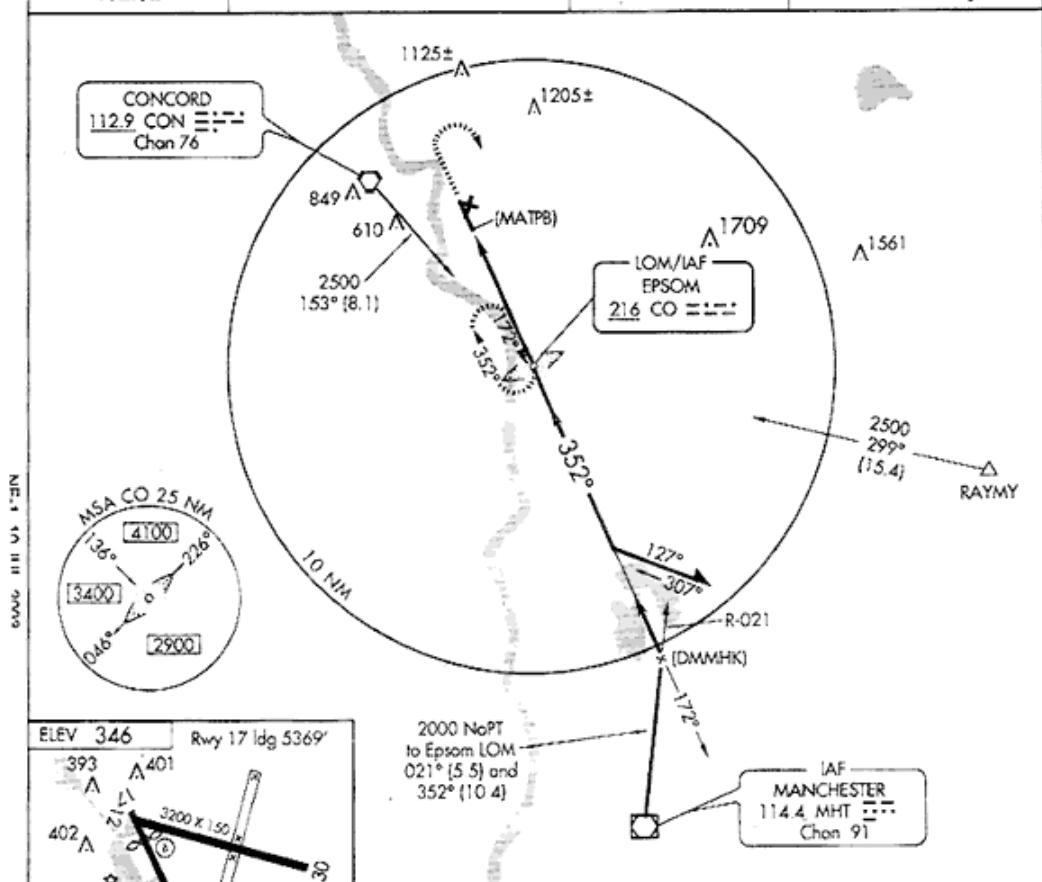 1125±
1205±
CONCORD
112.9 CON
Chan 76
849
610
(MATPB)
1709
1561
LOM/IAF
EPSOM
216 CO
2500
153° (8.1)
172°
352°
352°
2500
299°
(15.4)
RAYMY
MSA CO 25 NM
4100
136°
226°
3400
046°
2900
10 NM
127°
307°
R-021
(DMMHK)
172°
2000 NoPT
to Epsom LOM
021° (5.5) and
352° (10.4)
IAF
MANCHESTER
114.4 MHT
Chan 91
ELEV 346
Rwy 17 ldg 5369'
393
401
17
12
3200 X 150
402
30